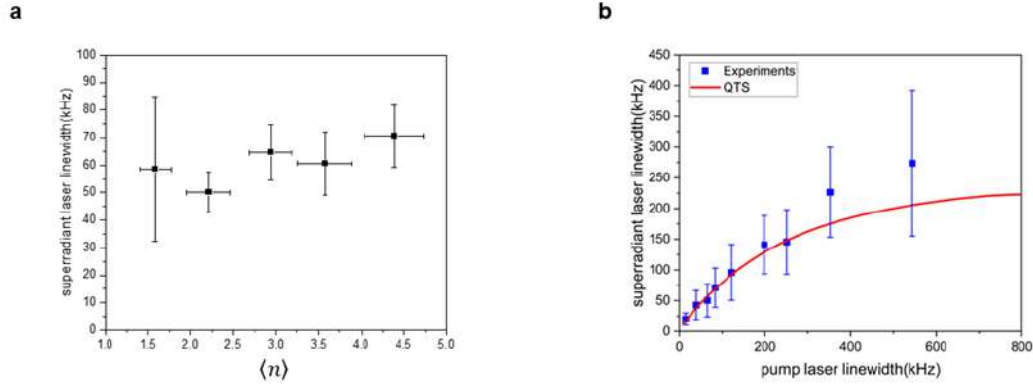 a
superradiant laser linewidth(kHz)
100
90
80
70
60
50
40
30
20
10
0
1.0 1.5 2.0 2.5 3.0 3.5 4.0 4.5 5.0
⟨n⟩
b
superradiant laser linewidth(kHz)
450
400
350
300
250
200
150
100
50
0
Experiments
QTS
0 200 400 600 800
pump laser linewidth(kHz)